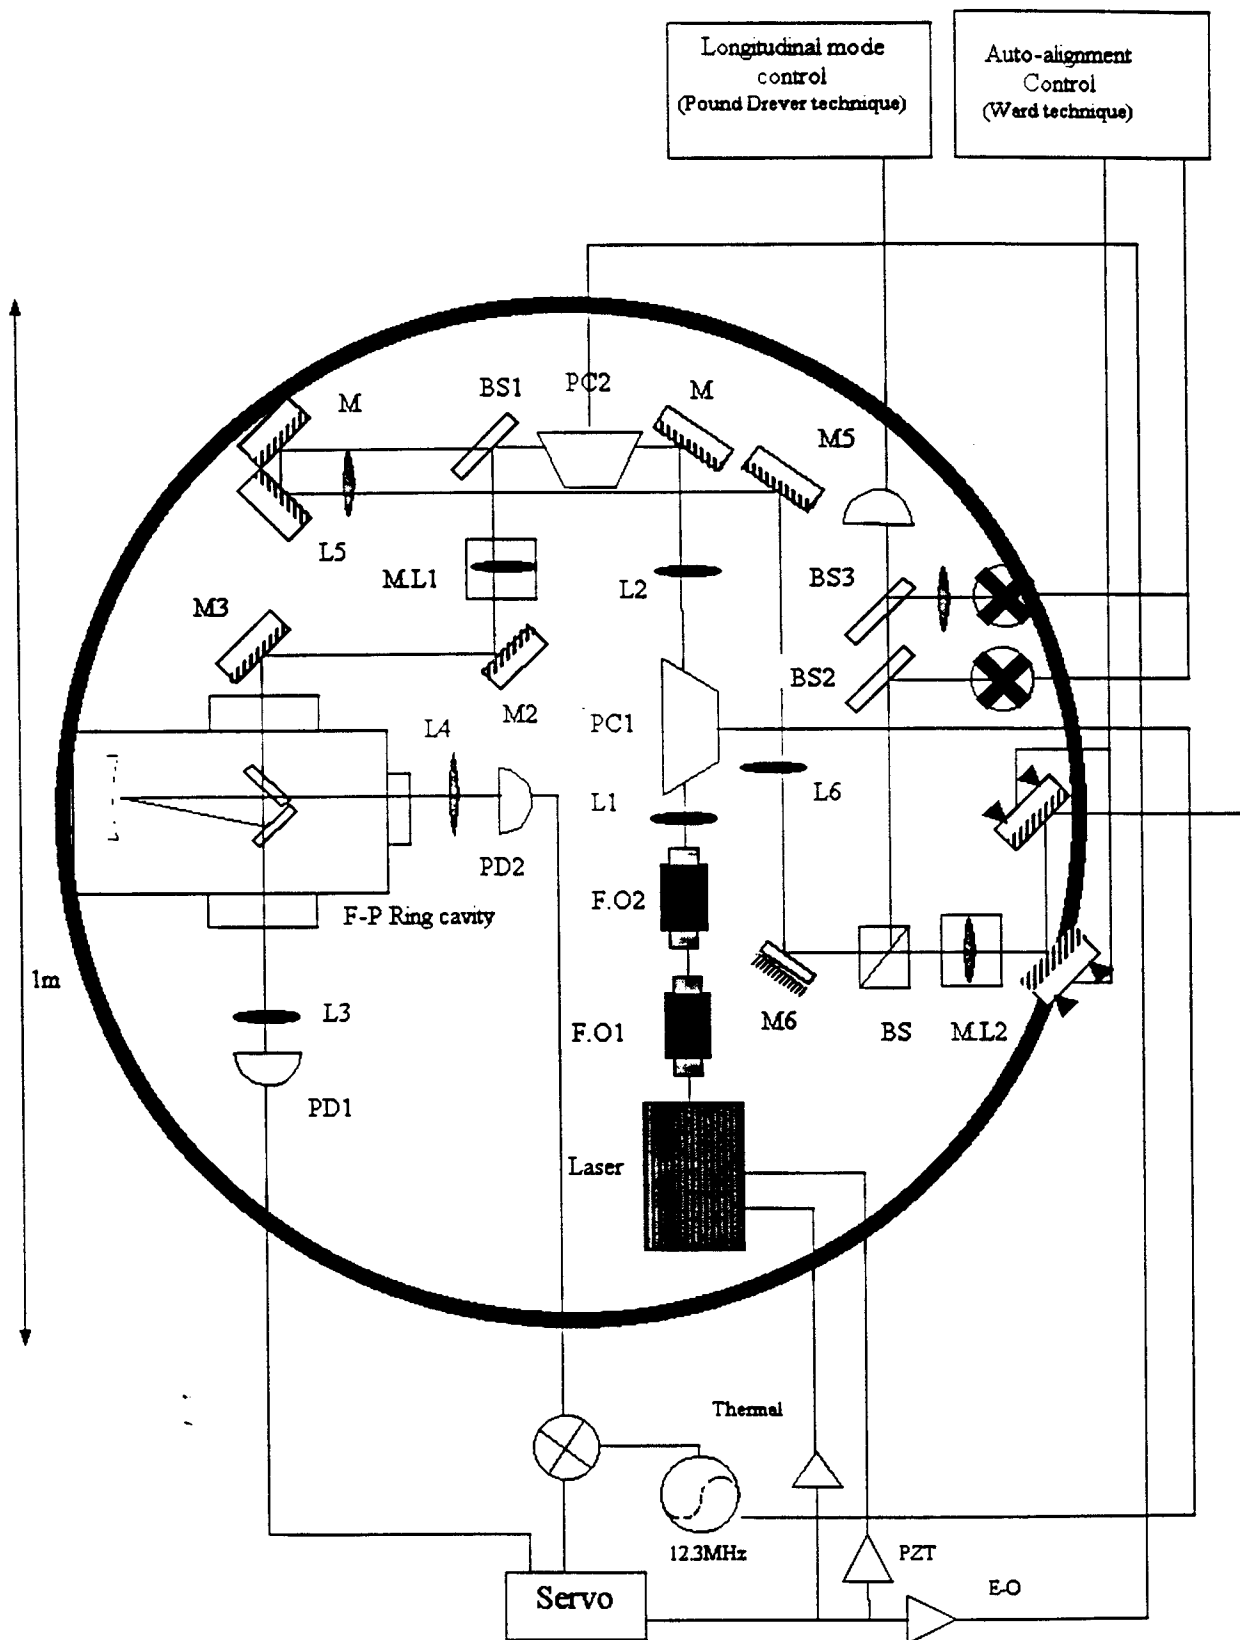 Longitudinal mode
control
(Pound Drever technique)
Auto-alignment
Control
(Ward technique)
BS1
PC2
M
M
M5
L5
M.L1
L2
BS3
M3
BS2
M2
L4
PC1
L6
L1
PD2
F.O2
F-P Ring cavity
1m
L3
F.O1
M6
BS
M.L2
PD1
Laser
Thermal
12.3MHz
PZT
E-O
Servo